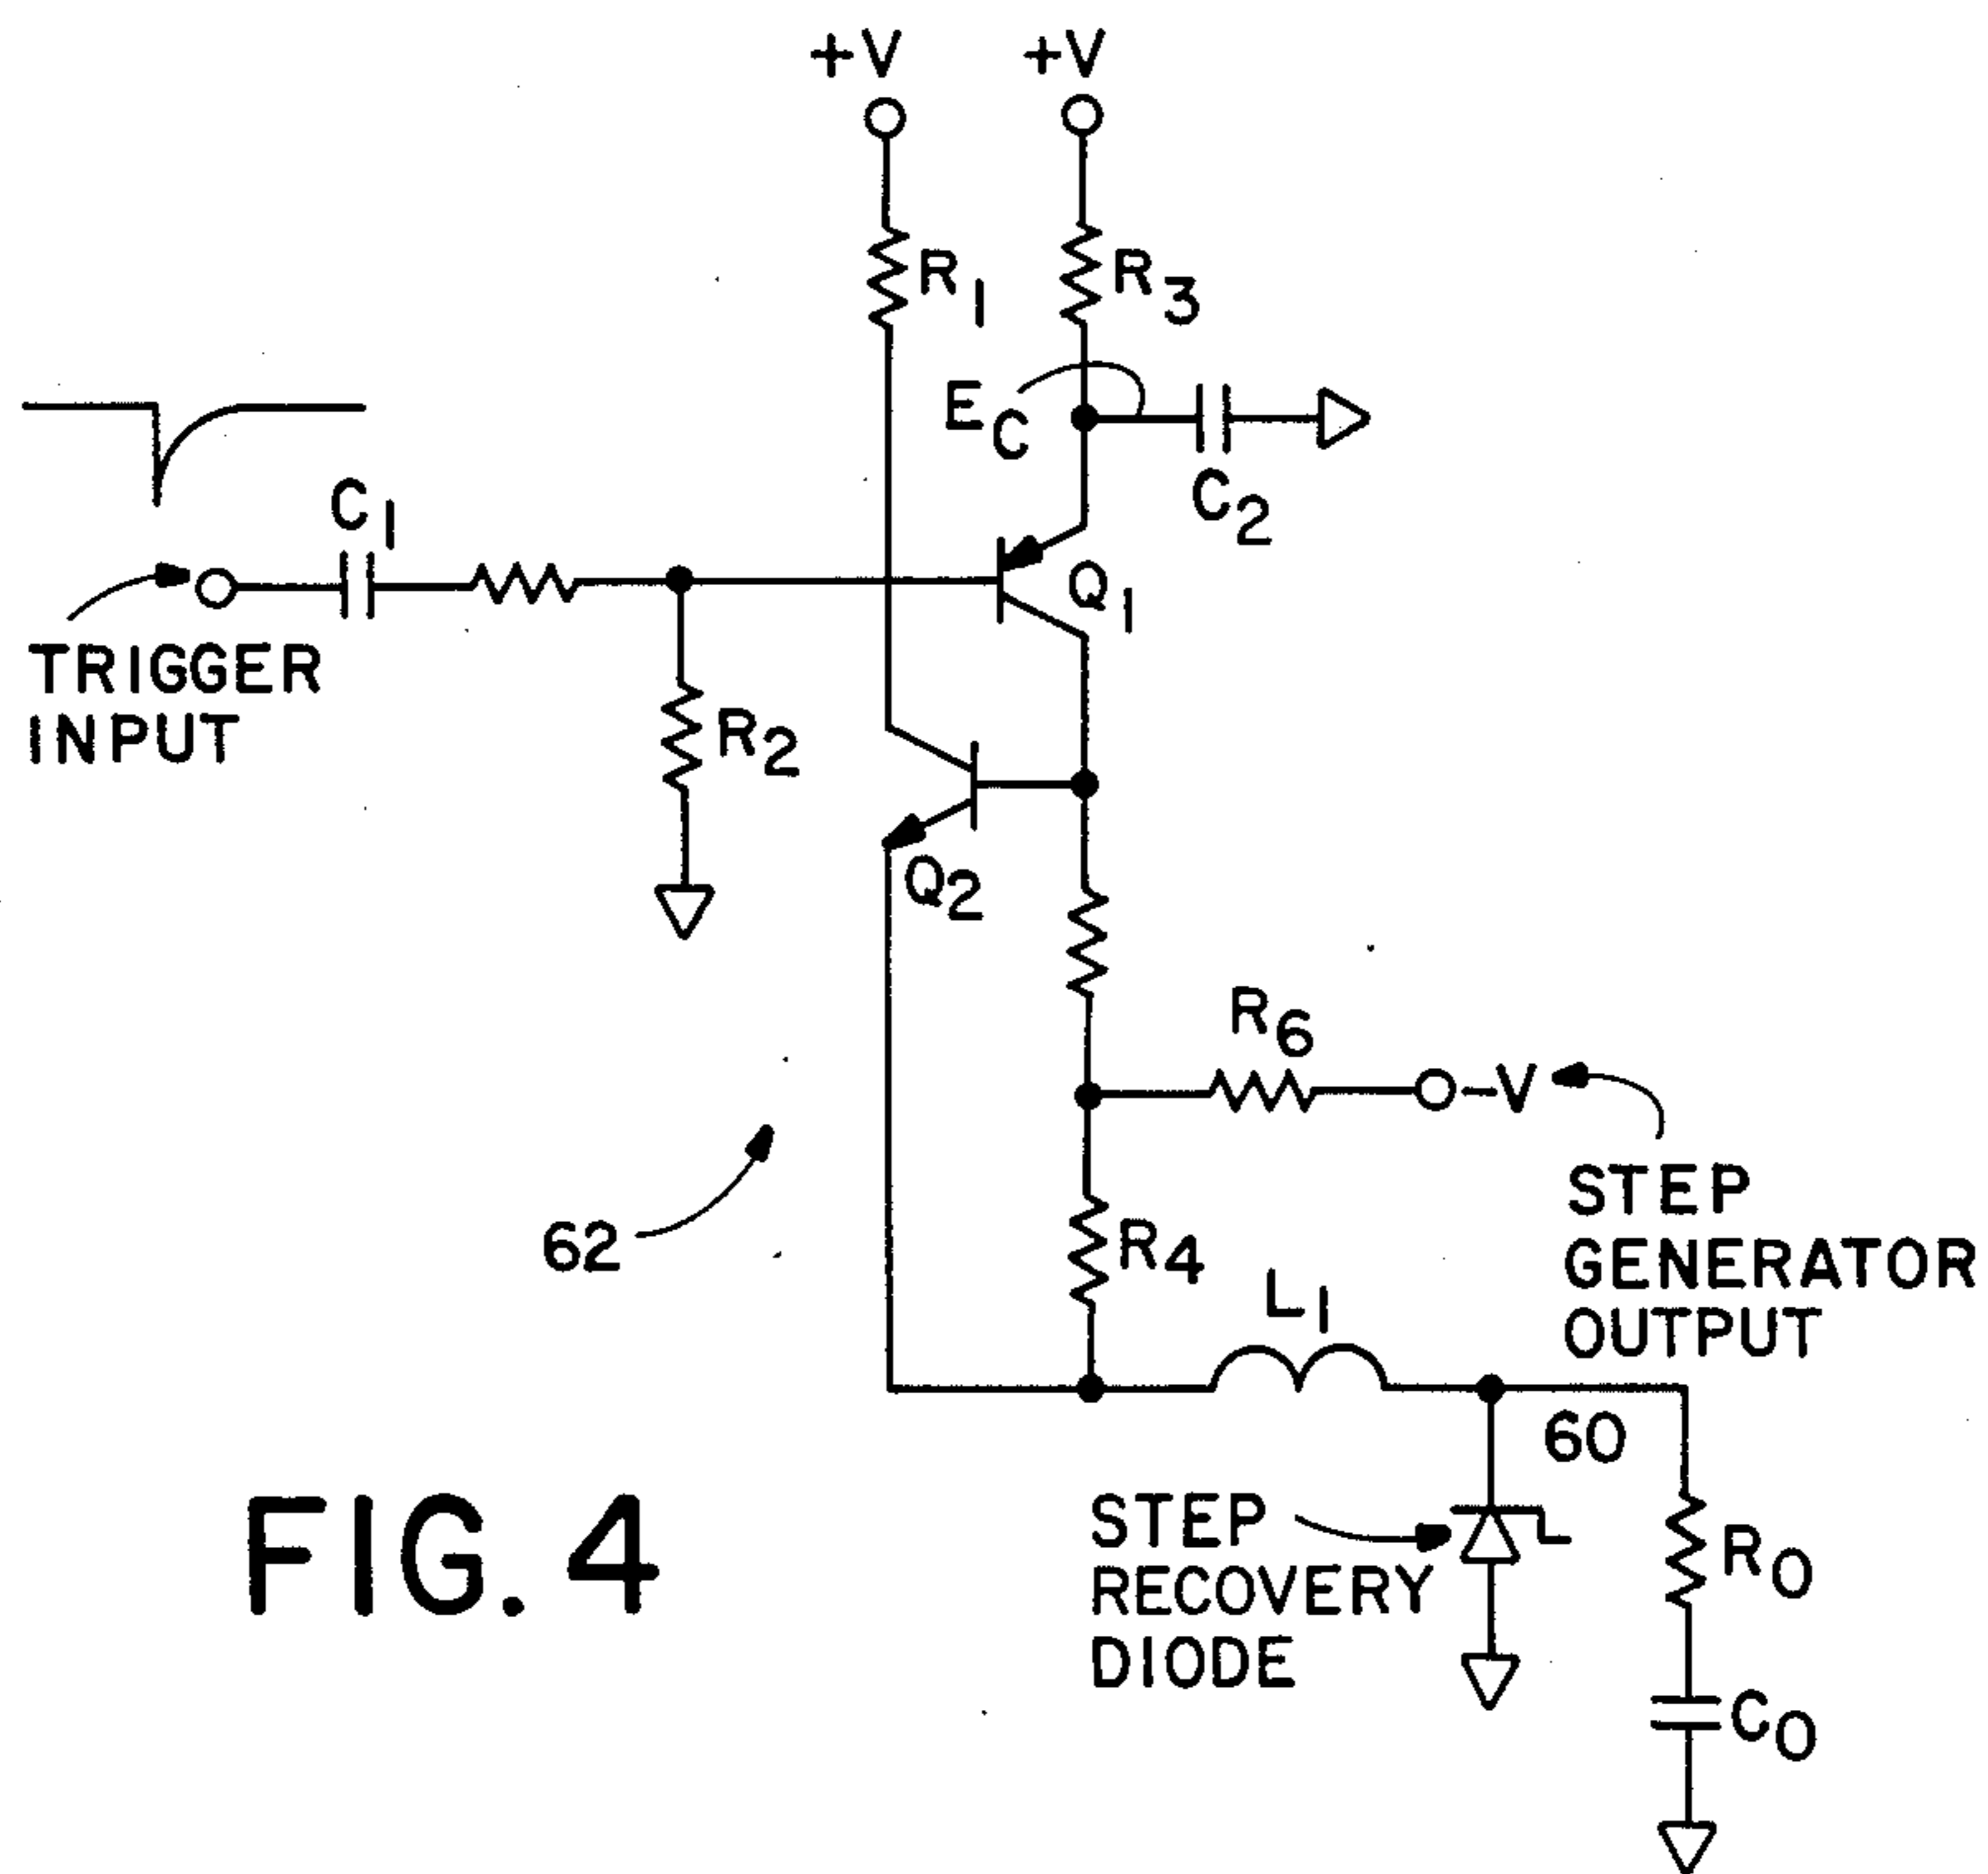 +V
+V
R1
R3
EC
C2
C1
Q1
TRIGGER
INPUT
R2
Q2
R6
-V
STEP
GENERATOR
OUTPUT
62
R4
L1
60
STEP
RECOVERY
DIODE
RO
CO
FIG. 4